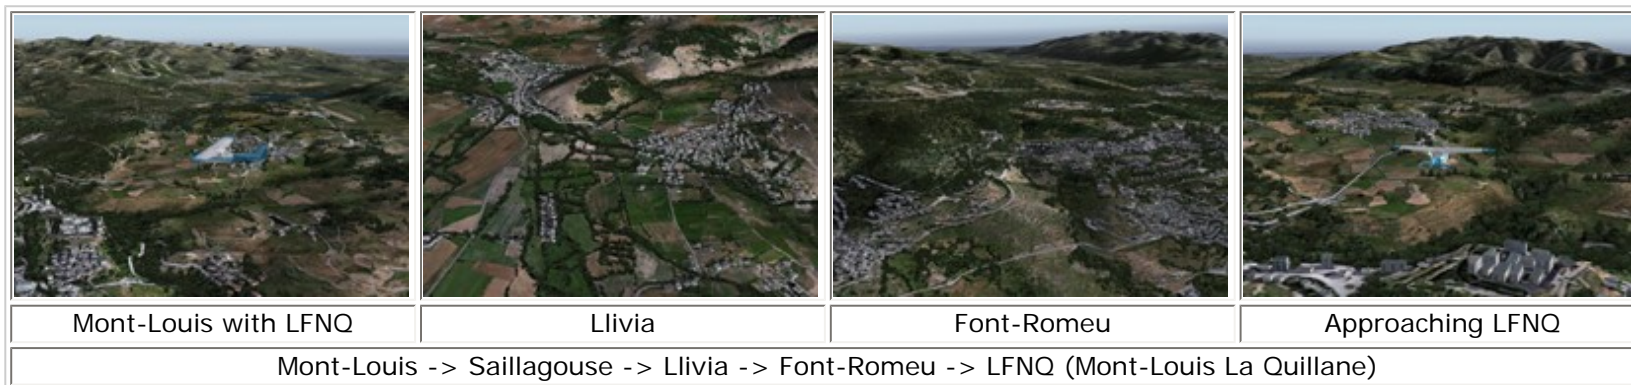 Mont-Louis with LFNQ
Llivia
Font-Romeu
Approaching LFNQ
Mont-Louis -> Saillagouse -> Llivia -> Font-Romeu -> LFNQ (Mont-Louis La Quillane)